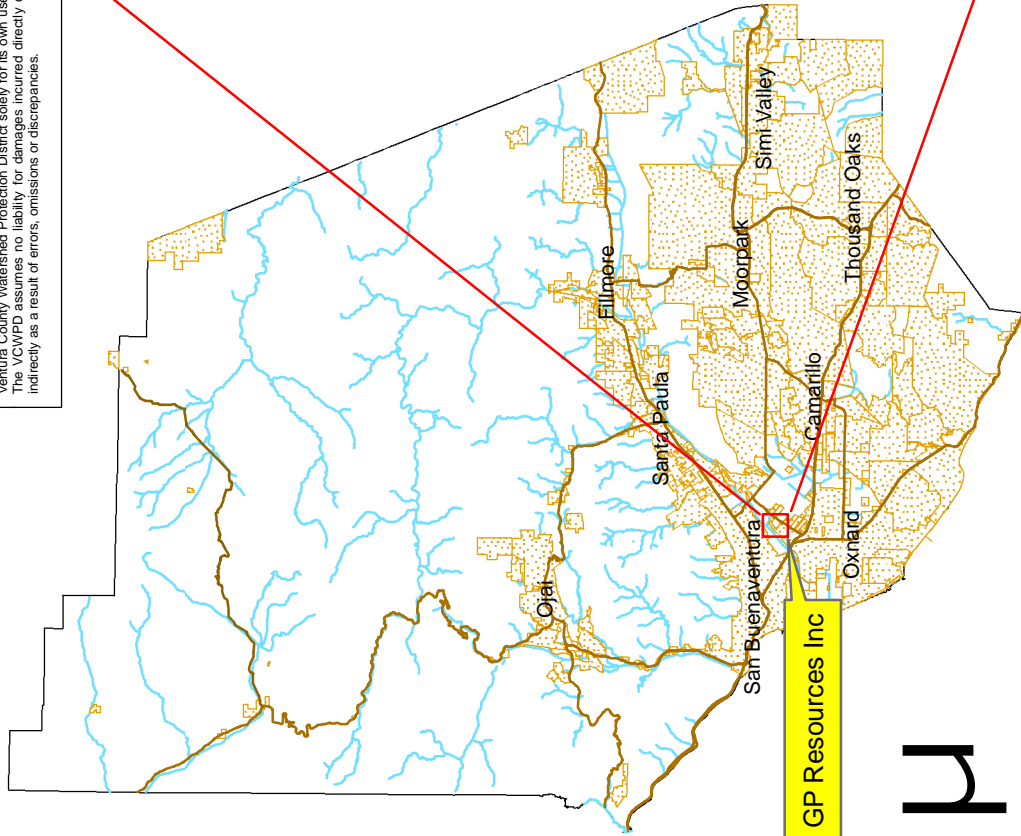 Ventura County Watershed Protection District solely for its own use
The VCWPD assumes no liability for damages incurred directly
indirectly as a result of errors, omissions or discrepancies.
Fillmore
Simi Valley
Moorpark
Thousand Oaks
Santa Paula
Camarillo
Ojai
San Buenaventura
Oxnard
GP Resources Inc
µ